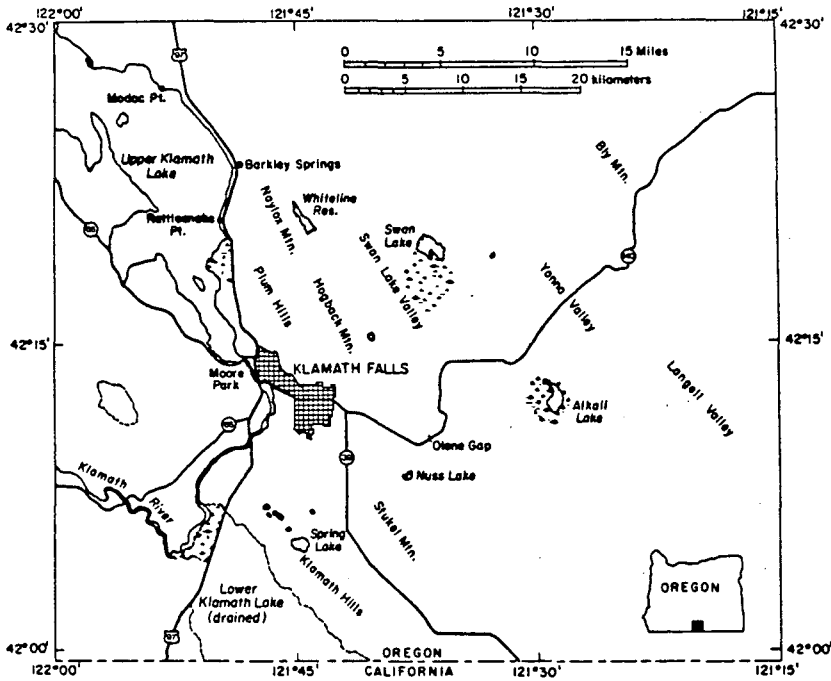 122°00' 121°45' 121°30' 121°15'
42°30'
97
0 5 10 15 Miles
0 5 10 15 20 kilometers
Modoc Pt.
Upper Klamath
Lake
Barkley Springs
Bly Mtn.
Rattlesnake
Pt.
Naylox Mtn.
Whiteline
Res.
Swan
Lake
Swan Lake Valley
Plum Hills
Hogback Mtn.
Yonna Valley
42°15' 42°15'
Moore
Park
KLAMATH FALLS
Langell Valley
Alkali
Lake
66
Olene Gap
39
Nuss Lake
Klamath
River
Stukel Mtn.
Spring
Lake
Klamath Hills
Lower
Klamath Lake
(drained)
OREGON
97
42°00' 42°00'
OREGON
CALIFORNIA
122°00' 121°45' 121°30' 121°15'